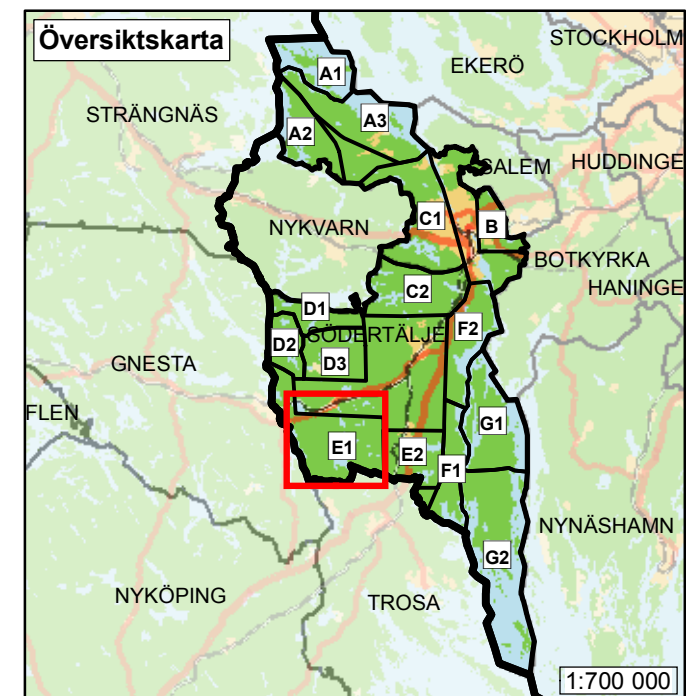 Översiktskarta
STOCKHOLM
EKERÖ
A1
STRÄNGNÄS
A3
A2
SALEM
HUDDINGE
NYKVARN
C1
B
BOTKYRKA
HANINGE
C2
D1
F2
SÖDERTÄLJE
D2
D3
GNESTA
FLEN
G1
E1
E2
F1
NYNÄSHAMN
G2
NYKÖPING
TROSA
1:700 000